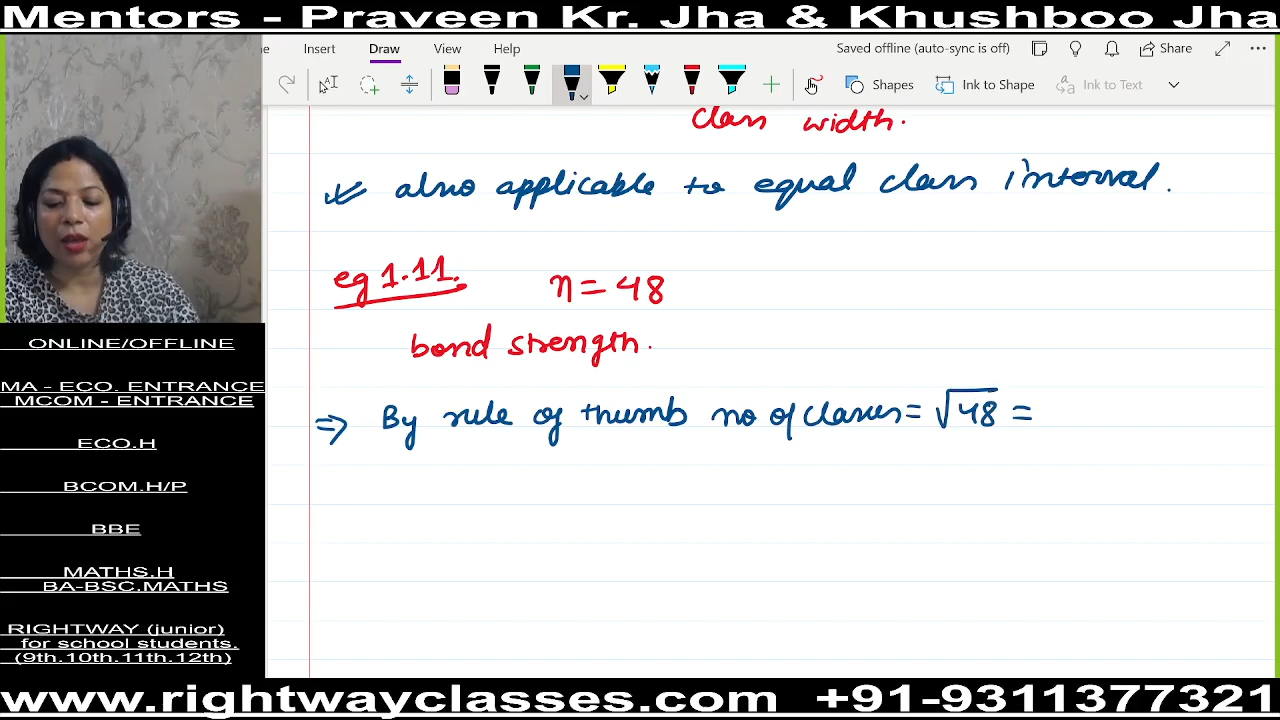 Mentors - Praveen Kr. Jha & Khushboo Jha
Insert Draw View Help
Saved offline (auto-sync is off) Share
Shapes Ink to Shape Ink to Text
class width.
also applicable to equal class interval.
eg 1.11. n = 48
bond strength.
⇒ By rule of thumb no of classes = √48 =
ONLINE/OFFLINE
MA - ECO. ENTRANCE
MCOM - ENTRANCE
ECO.H
BCOM.H/P
BBE
MATHS.H
BA-BSC.MATHS
RIGHTWAY (junior)
for school students.
(9th.10th.11th.12th)
www.rightwayclasses.com +91-9311377321